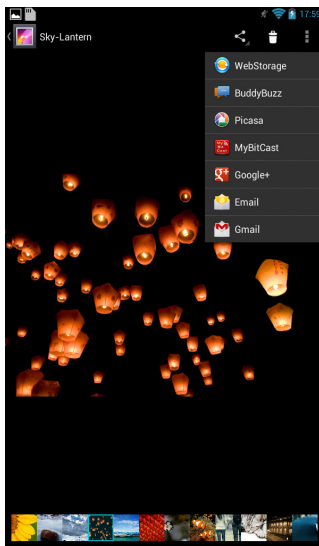 17:59
Sky-Lantern
WebStorage
BuddyBuzz
Picasa
MyBitCast
Google+
Email
Gmail